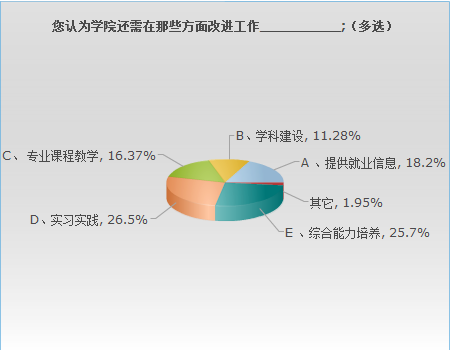 您认为学院还需在那些方面改进工作____________;（多选）
B、学科建设, 11.28%
C、 专业课程教学, 16.37%
A 、提供就业信息, 18.2%
其它, 1.95%
D、实习实践, 26.5%
E 、综合能力培养, 25.7%